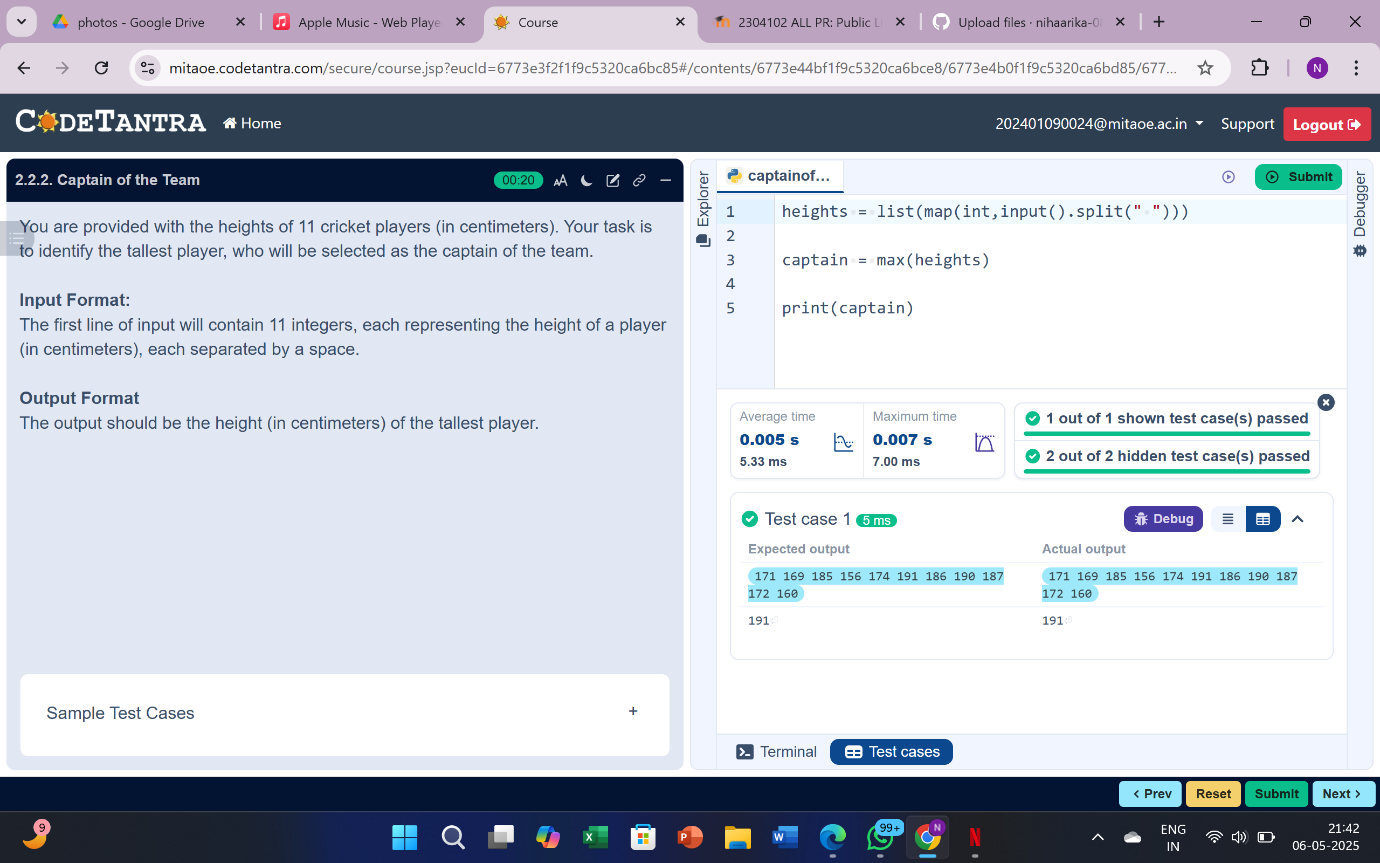 photos - Google Drive
Apple Music - Web Playe
Course
2304102 ALL PR: Public L
Upload files · nihaarika-0
mitaoe.codetantra.com/secure/course.jsp?eucId=6773e3f2f1f9c5320ca6bc85#/contents/6773e44bf1f9c5320ca6bce8/6773e4b0f1f9c5320ca6bd85/677...
N
CODETANTRA
Home
202401090024@mitaoe.ac.in
Support
Logout
2.2.2. Captain of the Team
00:20
AA
You are provided with the heights of 11 cricket players (in centimeters). Your task is
to identify the tallest player, who will be selected as the captain of the team.
Input Format:
The first line of input will contain 11 integers, each representing the height of a player
(in centimeters), each separated by a space.
Output Format
The output should be the height (in centimeters) of the tallest player.
Sample Test Cases
+
Explorer
captainof...
Submit
Debugger
1 heights = list(map(int,input().split(" ")))
2
3 captain = max(heights)
4
5 print(captain)
Average time
0.005 s
5.33 ms
Maximum time
0.007 s
7.00 ms
1 out of 1 shown test case(s) passed
2 out of 2 hidden test case(s) passed
Test case 1 5 ms
Debug
Expected output
Actual output
171 169 185 156 174 191 186 190 187
172 160
171 169 185 156 174 191 186 190 187
172 160
191
191
Terminal
Test cases
< Prev
Reset
Submit
Next >
9
99+
N
ENG
IN
21:42
06-05-2025